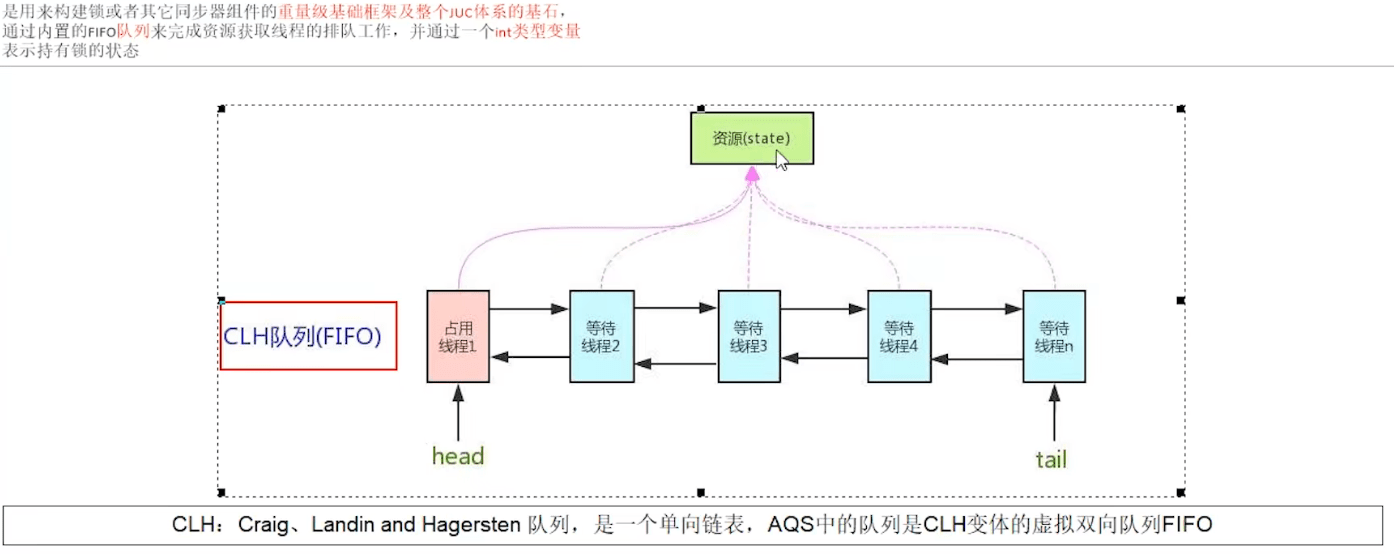 是用来构建锁或者其它同步器组件的重量级基础框架及整个JUC体系的基石，
通过内置的FIFO队列来完成资源获取线程的排队工作，并通过一个int类型变量
表示持有锁的状态
资源(state)
CLH队列(FIFO)
占用
线程1
等待
线程2
等待
线程3
等待
线程4
等待
线程n
head
tail
CLH：Craig、Landin and Hagersten 队列，是一个单向链表，AQS中的队列是CLH变体的虚拟双向队列FIFO